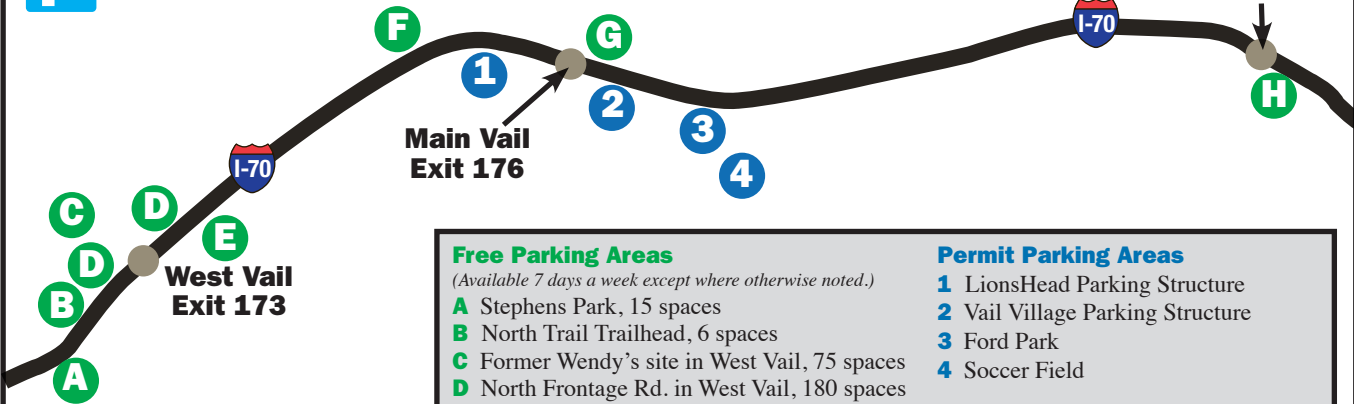 F
G
I-70
1
H
2
Main Vail
Exit 176
3
I-70
4
C
D
E
D
West Vail
Exit 173
B
A
Free Parking Areas
(Available 7 days a week except where otherwise noted.)
A Stephens Park, 15 spaces
B North Trail Trailhead, 6 spaces
C Former Wendy's site in West Vail, 75 spaces
D North Frontage Rd. in West Vail, 180 spaces
Permit Parking Areas
1 LionsHead Parking Structure
2 Vail Village Parking Structure
3 Ford Park
4 Soccer Field